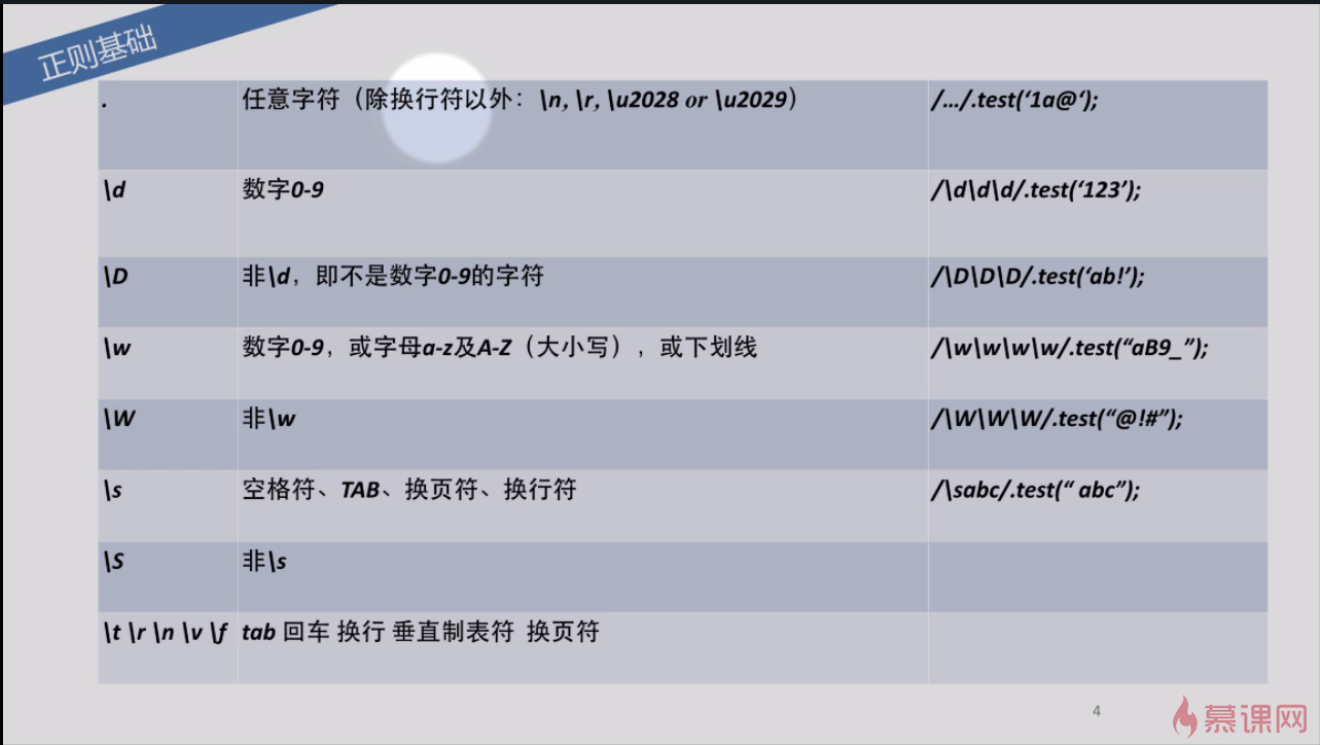 正则基础
. 任意字符（除换行符以外：\n, \r, \u2028 or \u2029） /.../.test(‘1a@‘);
\d 数字0-9 /\d\d\d/.test(‘123’);
\D 非\d，即不是数字0-9的字符 /\D\D\D/.test(‘ab!’);
\w 数字0-9，或字母a-z及A-Z（大小写），或下划线 /\w\w\w\w/.test(“aB9_”);
\W 非\w /\W\W\W/.test(“@!#”);
\s 空格符、TAB、换页符、换行符 /\sabc/.test(“ abc”);
\S 非\s
\t \r \n \v \f tab 回车 换行 垂直制表符 换页符
4
慕课网